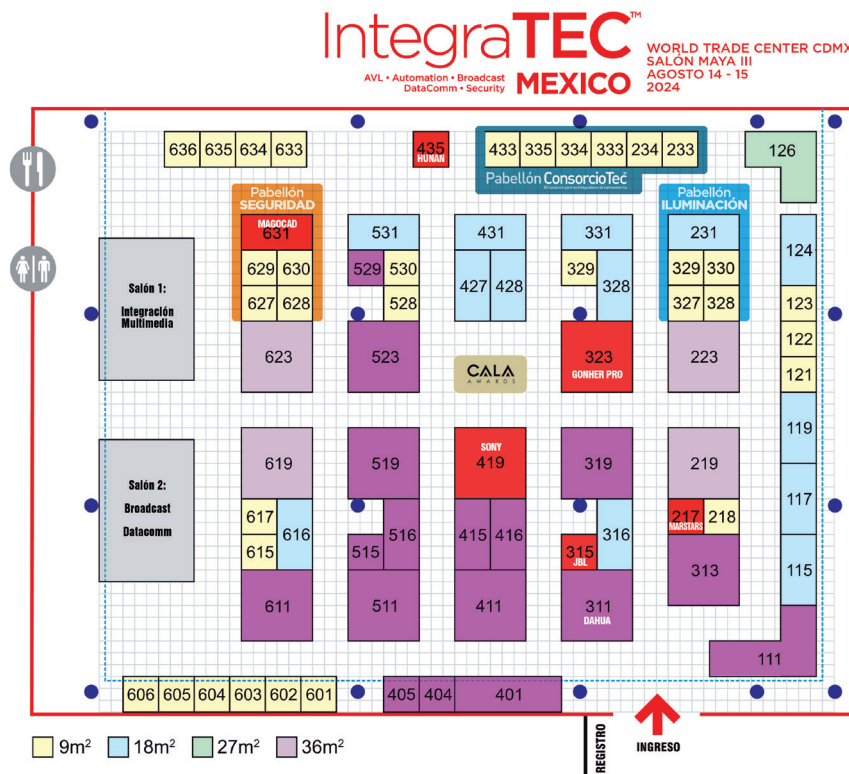 IntegraTEC™
AVL • Automation • Broadcast
DataComm • Security
MEXICO
WORLD TRADE CENTER CDMX
SALÓN MAYA III
AGOSTO 14 - 15
2024
636 635 634 633
435
HUNAN
433 335 334 333 234 233
Pabellón ConsorcioTec™
126
Pabellón
SEGURIDAD
Pabellón
ILUMINACIÓN
MAGOCAD
631
531
431
331
231
124
629 630
529 530
427 428
329
328
329 330
627 628
528
327 328
123
Salón 1:
Integración
Multimedia
623
523
CALA
AWARDS
323
GONHER PRO
223
122
121
619
519
SONY
419
319
219
119
Salón 2:
Broadcast
Datacomm
617
616
615
516
515
415 416
316
315
JBL
217
MARSTARS
218
117
611
511
411
311
DAHUA
313
115
111
606 605 604 603 602 601
405 404 401
REGISTRO
INGRESO
9m²
18m²
27m²
36m²